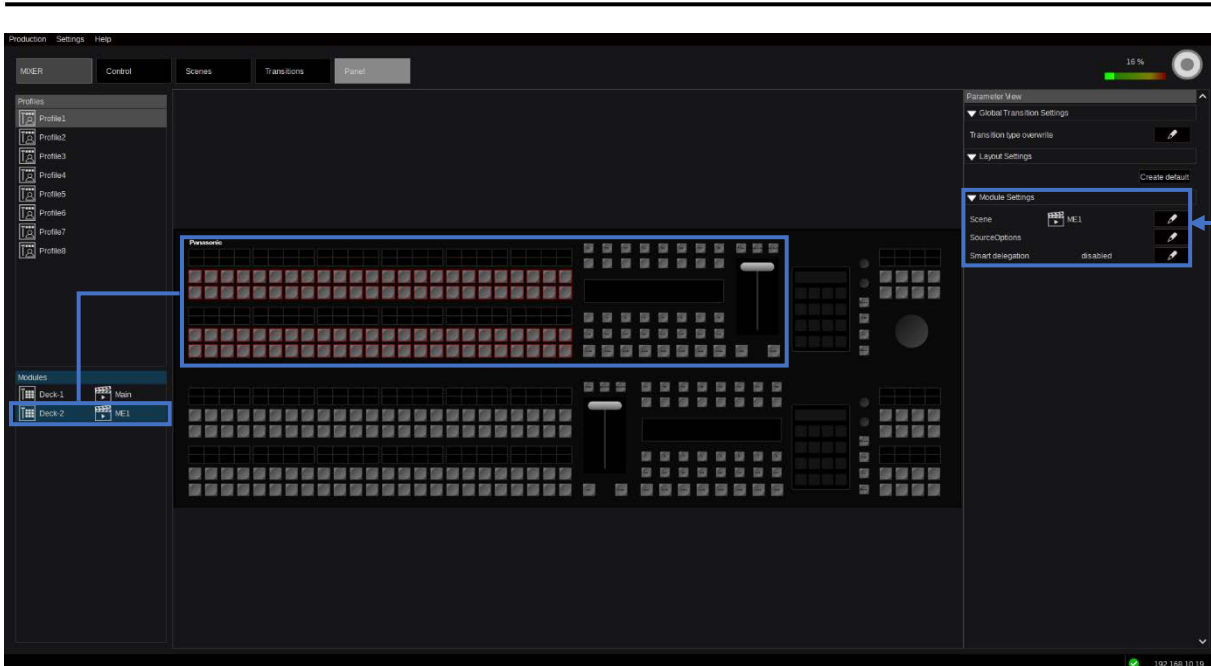 Production Settings Help
MIXER Control Scenes Transitions Panel
16 %
Profiles
Profile1
Profile2
Profile3
Profile4
Profile5
Profile6
Profile7
Profile8
Modules
Deck-1 Main
Deck-2 ME1
Panasonic
Parameter View
Global Transition Settings
Transition type overwrite
Layout Settings
Create default
Module Settings
Scene ME1
SourceOptions
Smart delegation disabled
192.168.10.19